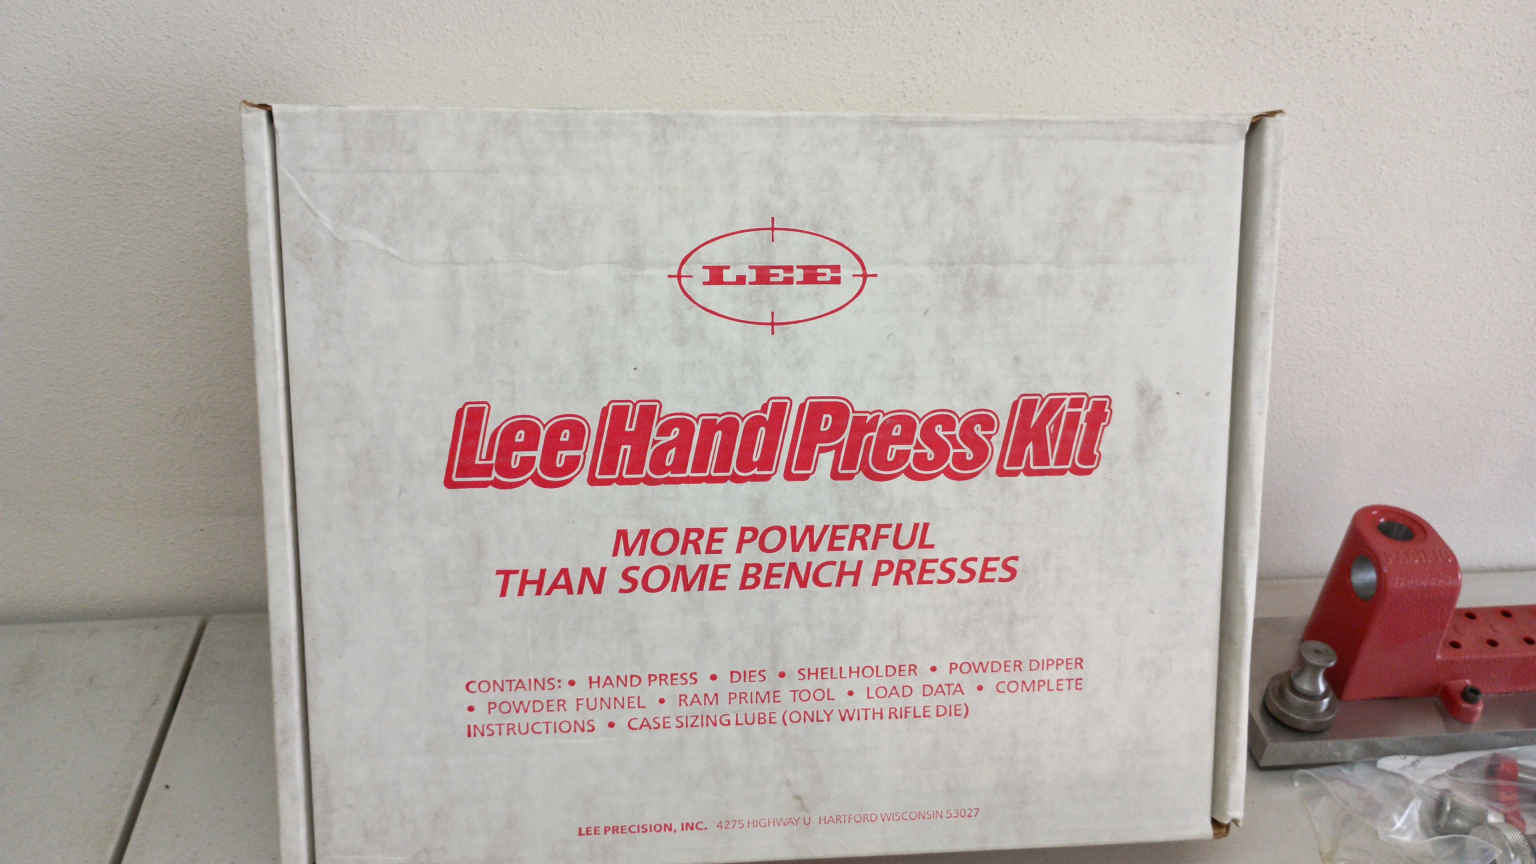 LEE
Lee Hand Press Kit
MORE POWERFUL
THAN SOME BENCH PRESSES
CONTAINS: • HAND PRESS • DIES • SHELLHOLDER • POWDER DIPPER
• POWDER FUNNEL • RAM PRIME TOOL • LOAD DATA • COMPLETE
INSTRUCTIONS • CASE SIZING LUBE (ONLY WITH RIFLE DIE)
LEE PRECISION, INC. 4275 HIGHWAY U HARTFORD WISCONSIN 53027